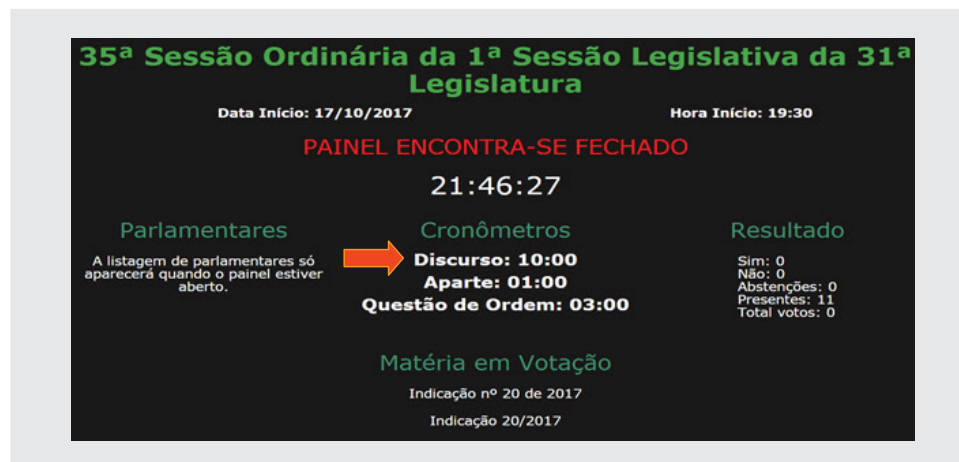 35ª Sessão Ordinária da 1ª Sessão Legislativa da 31ª
Legislatura
Data Início: 17/10/2017
Hora Início: 19:30
PAINEL ENCONTRA-SE FECHADO
21:46:27
Parlamentares
A listagem de parlamentares só
aparecerá quando o painel estiver
aberto.
Cronômetros
Discurso: 10:00
Aparte: 01:00
Questão de Ordem: 03:00
Resultado
Sim: 0
Não: 0
Abstenções: 0
Presentes: 11
Total votos: 0
Matéria em Votação
Indicação nº 20 de 2017
Indicação 20/2017